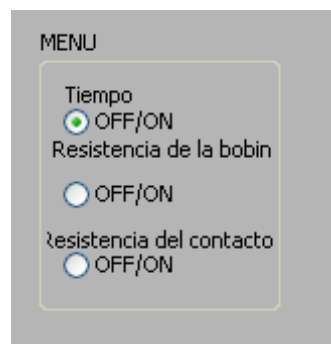 MENU
Tiempo
OFF/ON
Resistencia de la bobin
OFF/ON
Resistencia del contacto
OFF/ON